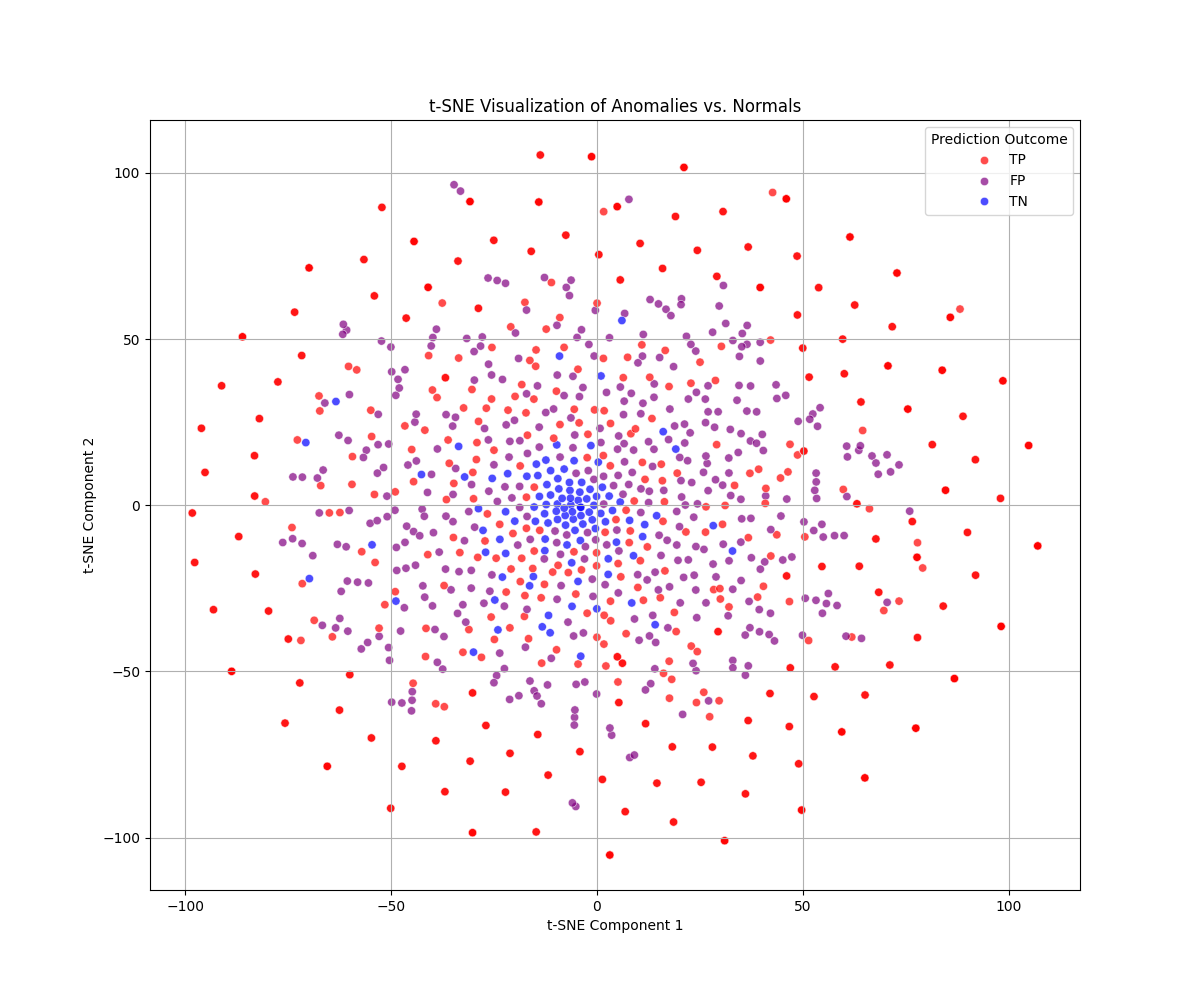 t-SNE Visualization of Anomalies vs. Normals
Prediction Outcome
TP
FP
TN
100
50
0
−50
−100
t-SNE Component 2
−100
−50
0
50
100
t-SNE Component 1